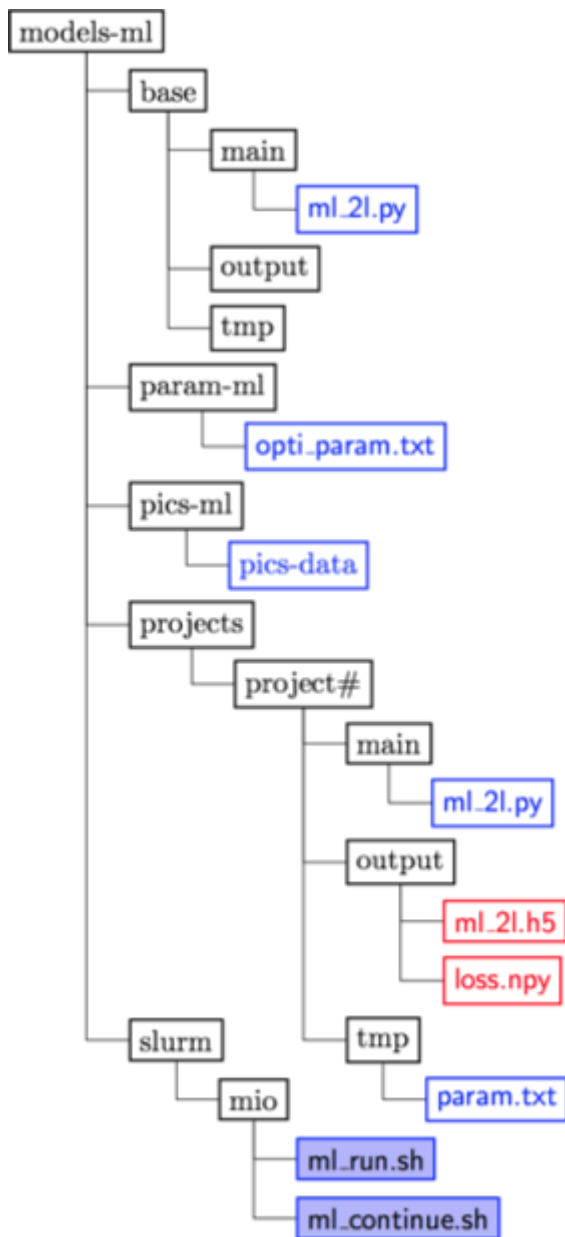 models-ml
base
main
ml_2l.py
output
tmp
param-ml
opti_param.txt
pics-ml
pics-data
projects
project#
main
ml_2l.py
output
ml_2l.h5
loss.npy
slurm
tmp
mio
param.txt
ml_run.sh
ml_continue.sh